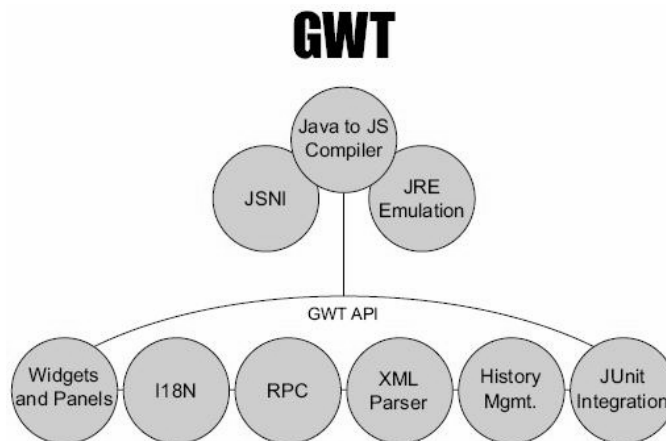 GWT
Java to JS
Compiler
JSNI
JRE
Emulation
GWT API
Widgets
and Panels
I18N
RPC
XML
Parser
History
Mgmt.
JUnit
Integration